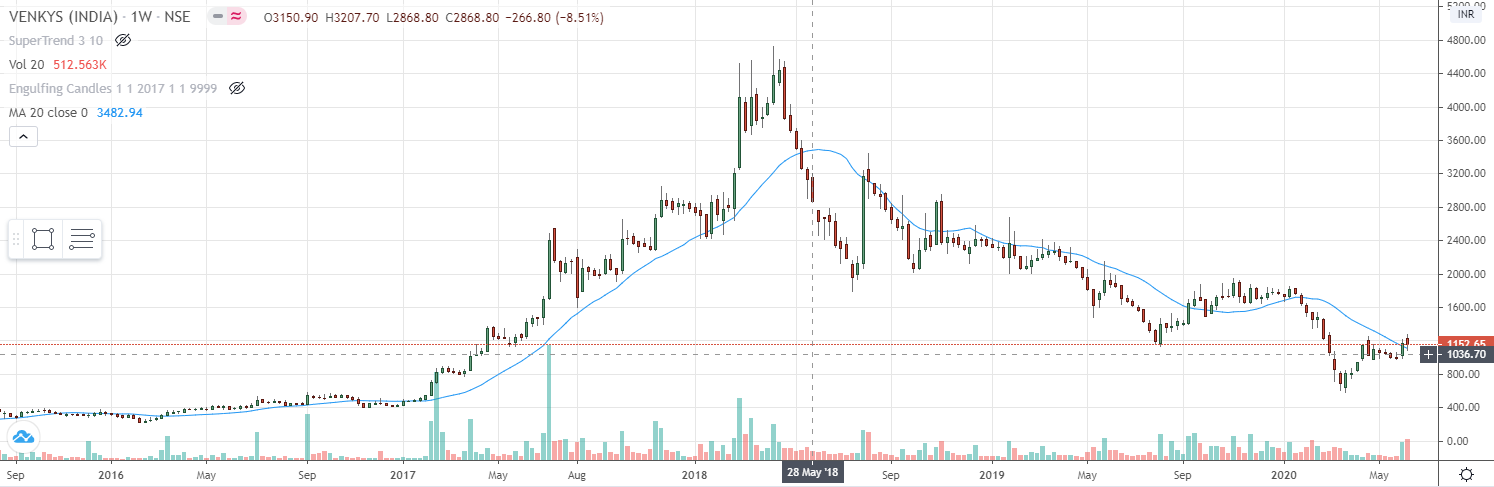 VENKYS (INDIA) · 1W · NSE O3150.90 H3207.70 L2868.80 C2868.80 −266.80 (−8.51%)
SuperTrend 3 10
Vol 20 512.563K
Engulfing Candles 1 1 2017 1 1 9999
MA 20 close 0 3482.94
INR
5200.00
4800.00
4400.00
4000.00
3600.00
3200.00
2800.00
2400.00
2000.00
1600.00
1152.65
1036.70
800.00
400.00
0.00
Sep 2016 May Sep 2017 May Aug 2018 28 May '18 Sep 2019 May Sep 2020 May